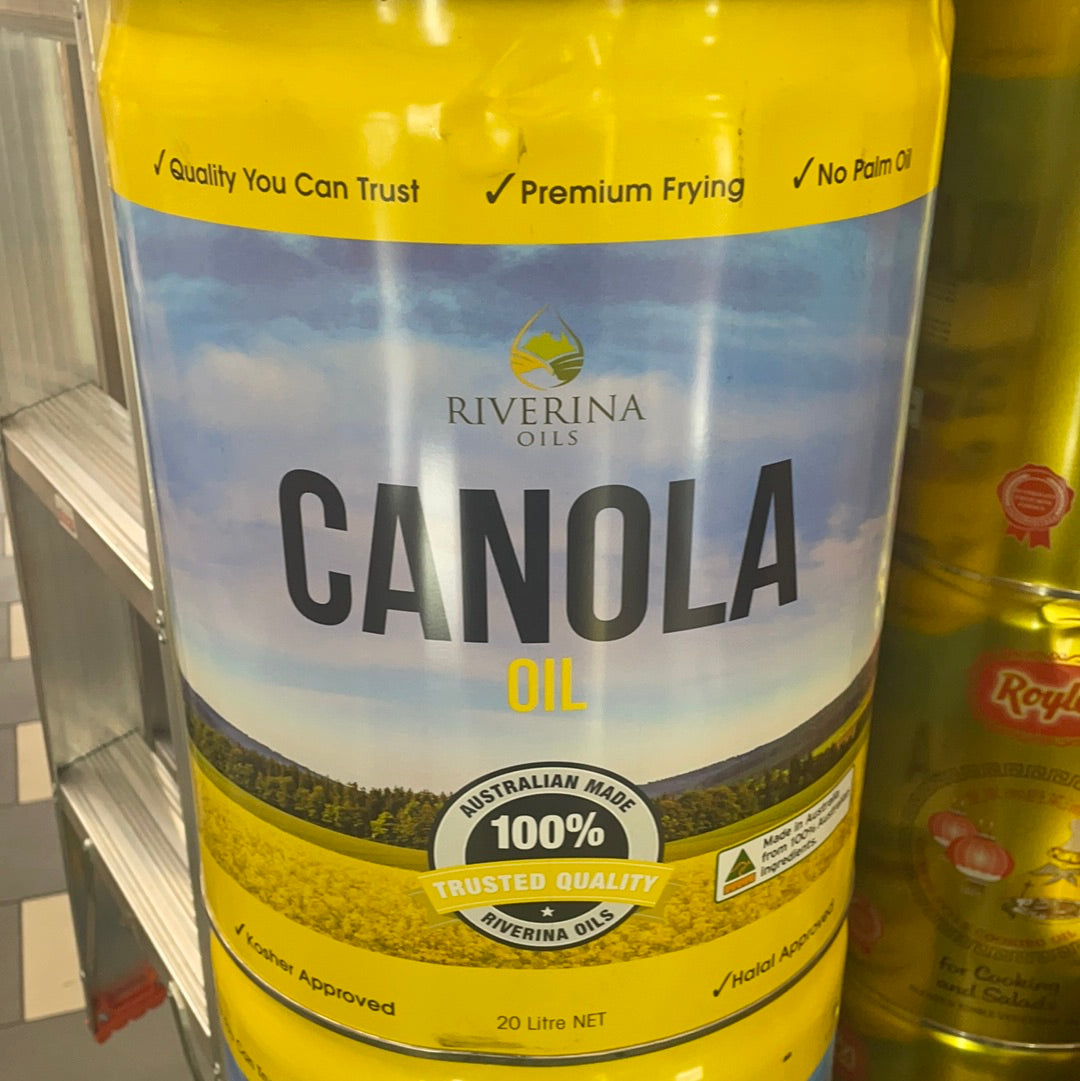 ✓Quality You Can Trust
✓Premium Frying
✓No Palm Oil
RIVERINA
OILS
CANOLA
OIL
AUSTRALIAN MADE
100%
TRUSTED QUALITY
RIVERINA OILS
Made in Australia
from 100% Australian
Ingredients.
✓Kosher Approved
20 Litre NET
✓Halal Approved
For Cooking
and Salads